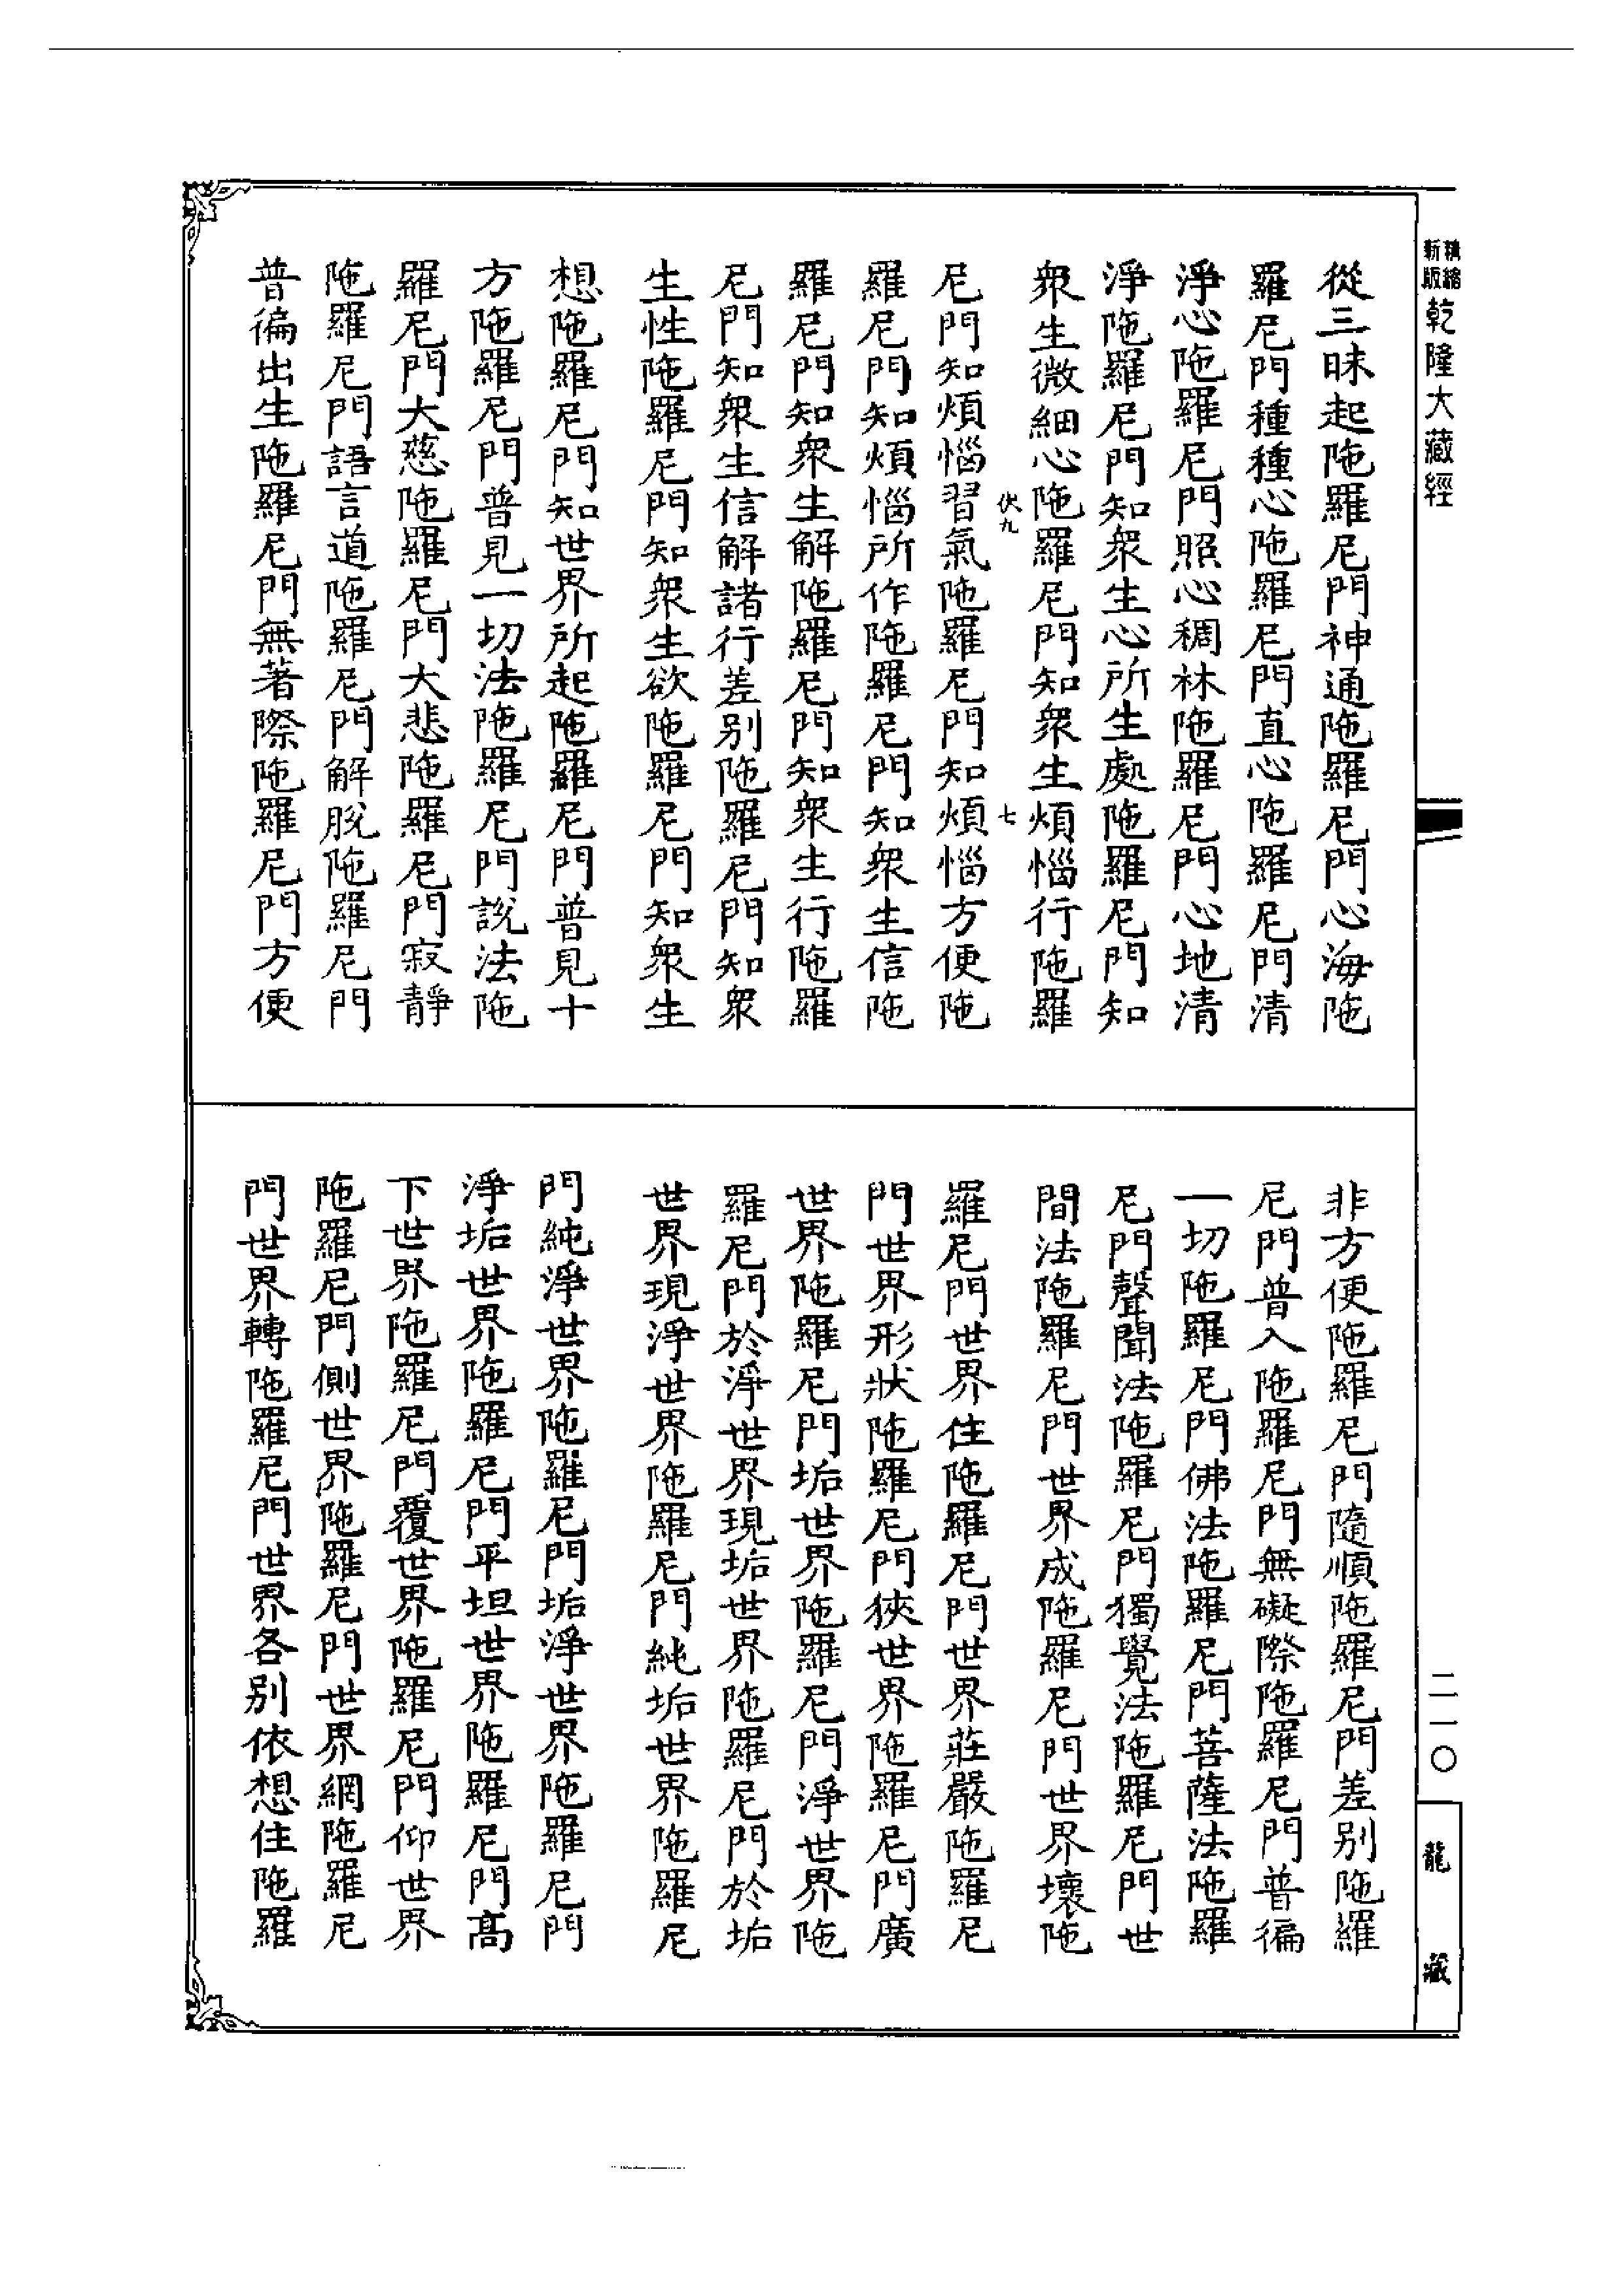 精縮新版乾隆大藏經
從三昧起陁羅尼門神通陁羅尼門心海陁
羅尼門種種心陁羅尼門直心陁羅尼門清
淨心陁羅尼門照心稠林陁羅尼門心地清
淨陁羅尼門知衆生心所生處陁羅尼門知
衆生微細心陁羅尼門知衆生煩惱行陁羅
伏九 七
尼門知煩惱習氣陁羅尼門知煩惱方便陁
羅尼門知煩惱所作陁羅尼門知衆生信陁
羅尼門知衆生解陁羅尼門知衆生行陁羅
尼門知衆生信解諸行差别陁羅尼門知衆
生性陁羅尼門知衆生欲陁羅尼門知衆生
想陁羅尼門知世界所起陁羅尼門普見十
方陁羅尼門普見一切法陁羅尼門說法陁
羅尼門大慈陁羅尼門大悲陁羅尼門寂靜
陁羅尼門語言道陁羅尼門解脫陁羅尼門
普徧出生陁羅尼門無著際陁羅尼門方便
非方便陁羅尼門隨順陁羅尼門差别陁羅
尼門普入陁羅尼門無礙際陁羅尼門普徧
一切陁羅尼門佛法陁羅尼門菩薩法陁羅
尼門聲聞法陁羅尼門獨覺法陁羅尼門世
間法陁羅尼門世界成陁羅尼門世界壞陁
羅尼門世界住陁羅尼門世界莊嚴陁羅尼
門世界形狀陁羅尼門狹世界陁羅尼門廣
世界陁羅尼門垢世界陁羅尼門淨世界陁
羅尼門於淨世界現垢世界陁羅尼門於垢
世界現淨世界陁羅尼門純垢世界陁羅尼
門純淨世界陁羅尼門垢淨世界陁羅尼門
淨垢世界陁羅尼門平坦世界陁羅尼門髙
下世界陁羅尼門覆世界陁羅尼門仰世界
陁羅尼門側世界陁羅尼門世界網陁羅尼
門世界轉陁羅尼門世界各别依想住陁羅
二一〇
龍藏